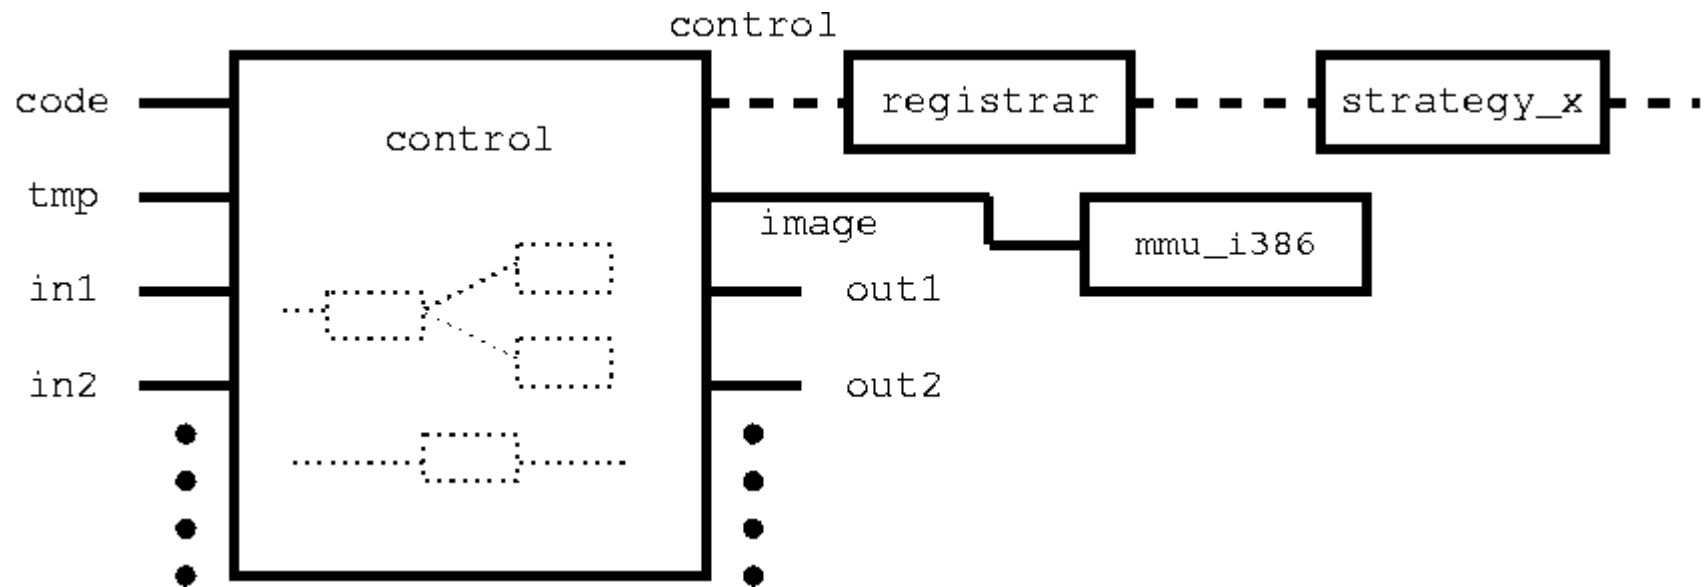 control
code
registrar
strategy_x
control
tmp
image
mmu_i386
in1
out1
in2
out2